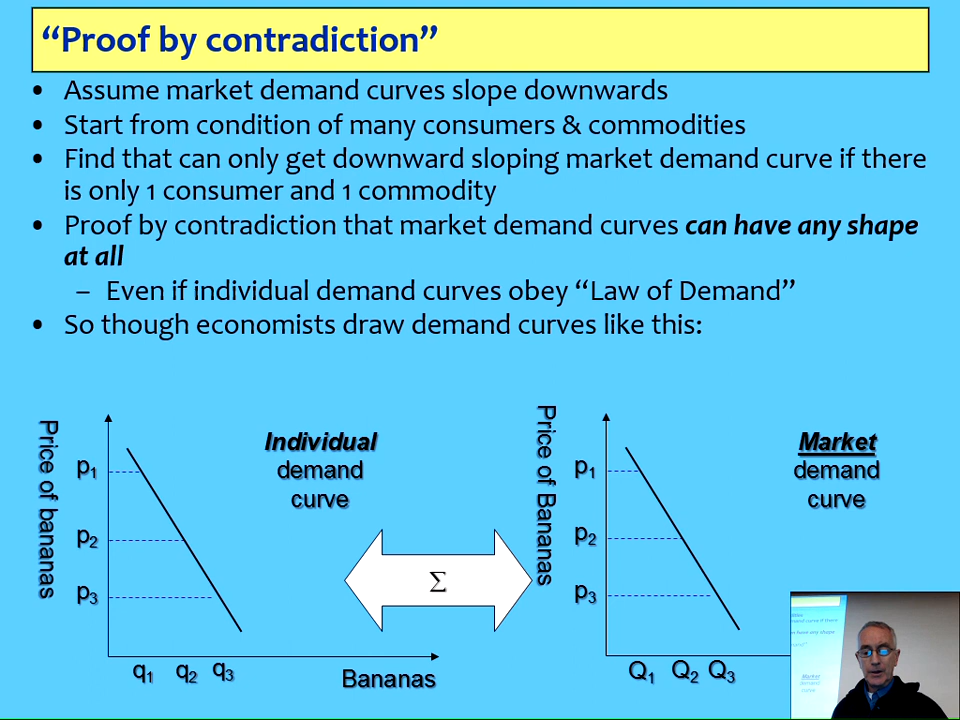 “Proof by contradiction”
• Assume market demand curves slope downwards
• Start from condition of many consumers & commodities
• Find that can only get downward sloping market demand curve if there
is only 1 consumer and 1 commodity
• Proof by contradiction that market demand curves can have any shape
at all
– Even if individual demand curves obey “Law of Demand”
• So though economists draw demand curves like this:
Price of bananas
Individual
demand
curve
p1
p2
p3
q1 q2 q3
Bananas
Σ
Price of Bananas
Market
demand
curve
p1
p2
p3
Q1 Q2 Q3